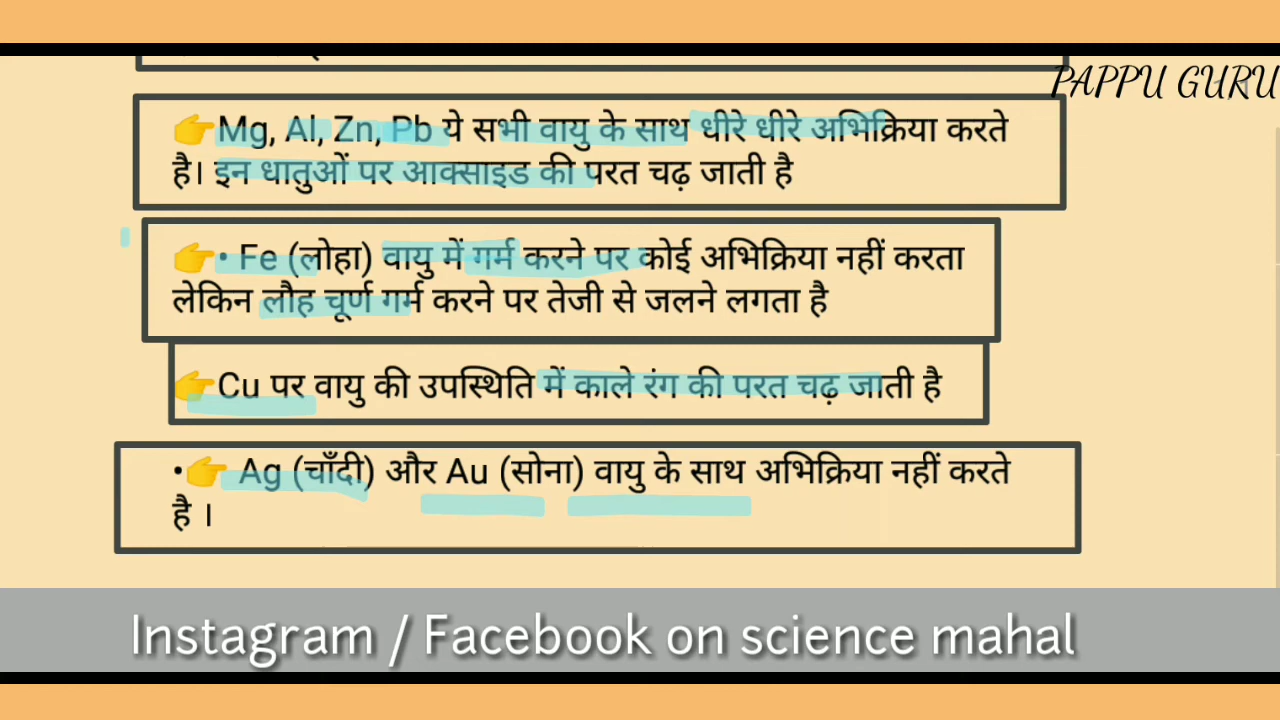 PAPPU GURU
👉Mg, Al, Zn, Pb ये सभी वायु के साथ धीरे धीरे अभिक्रिया करते
है। इन धातुओं पर आक्साइड की परत चढ़ जाती है
👉• Fe (लोहा) वायु में गर्म करने पर कोई अभिक्रिया नहीं करता
लेकिन लौह चूर्ण गर्म करने पर तेजी से जलने लगता है
👉Cu पर वायु की उपस्थिति में काले रंग की परत चढ़ जाती है
•👉 Ag (चाँदी) और Au (सोना) वायु के साथ अभिक्रिया नहीं करते
है ।
Instagram / Facebook on science mahal